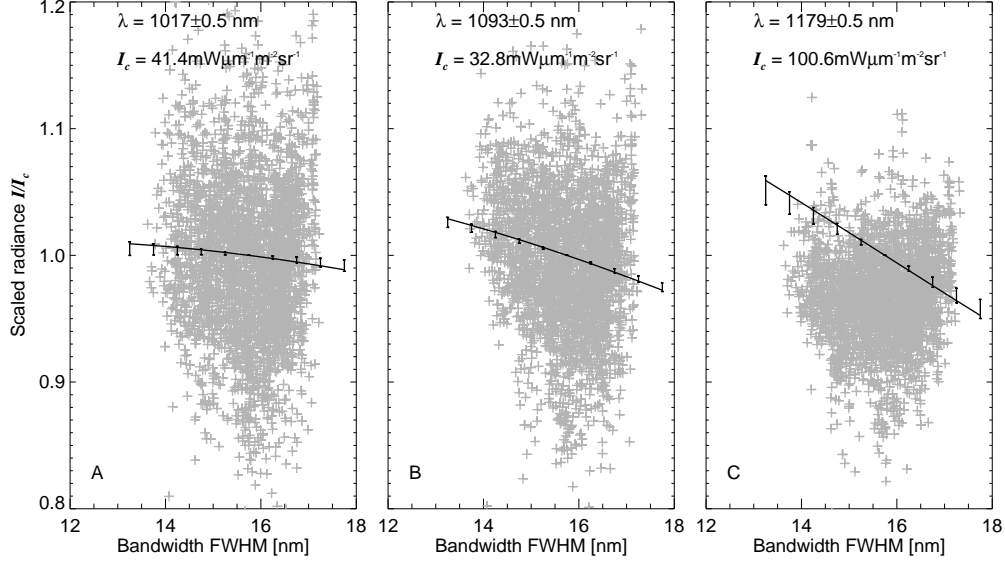 λ = 1017±0.5 nm
I_c = 41.4mWμm⁻¹m⁻²sr⁻¹
λ = 1093±0.5 nm
I_c = 32.8mWμm⁻¹m⁻²sr⁻¹
λ = 1179±0.5 nm
I_c = 100.6mWμm⁻¹m⁻²sr⁻¹
1.2
1.1
1.0
0.9
0.8
Scaled radiance I/I_c
A
B
C
12 14 16 18
12 14 16 18
12 14 16 18
Bandwidth FWHM [nm]
Bandwidth FWHM [nm]
Bandwidth FWHM [nm]